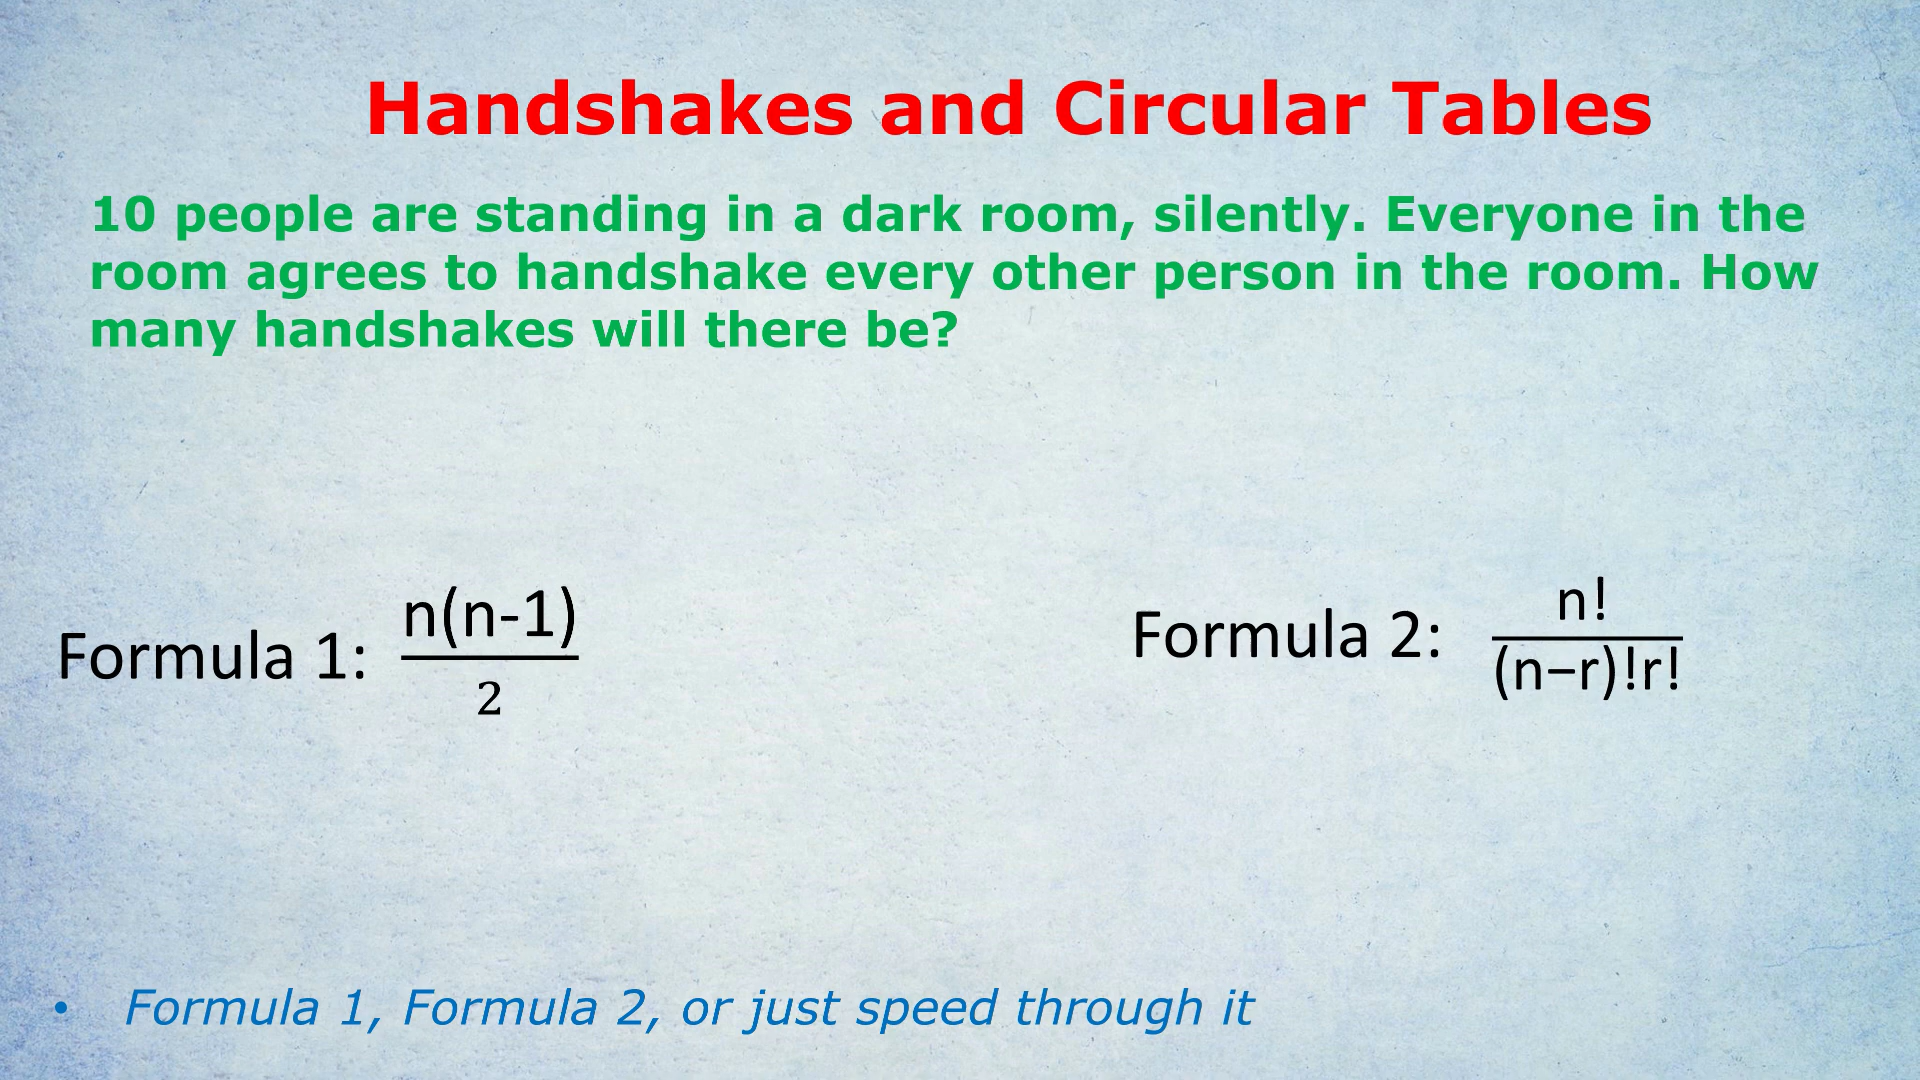 Handshakes and Circular Tables
10 people are standing in a dark room, silently. Everyone in the
room agrees to handshake every other person in the room. How
many handshakes will there be?
Formula 1: n(n-1)
2
Formula 2: n!
(n−r)!r!
• Formula 1, Formula 2, or just speed through it